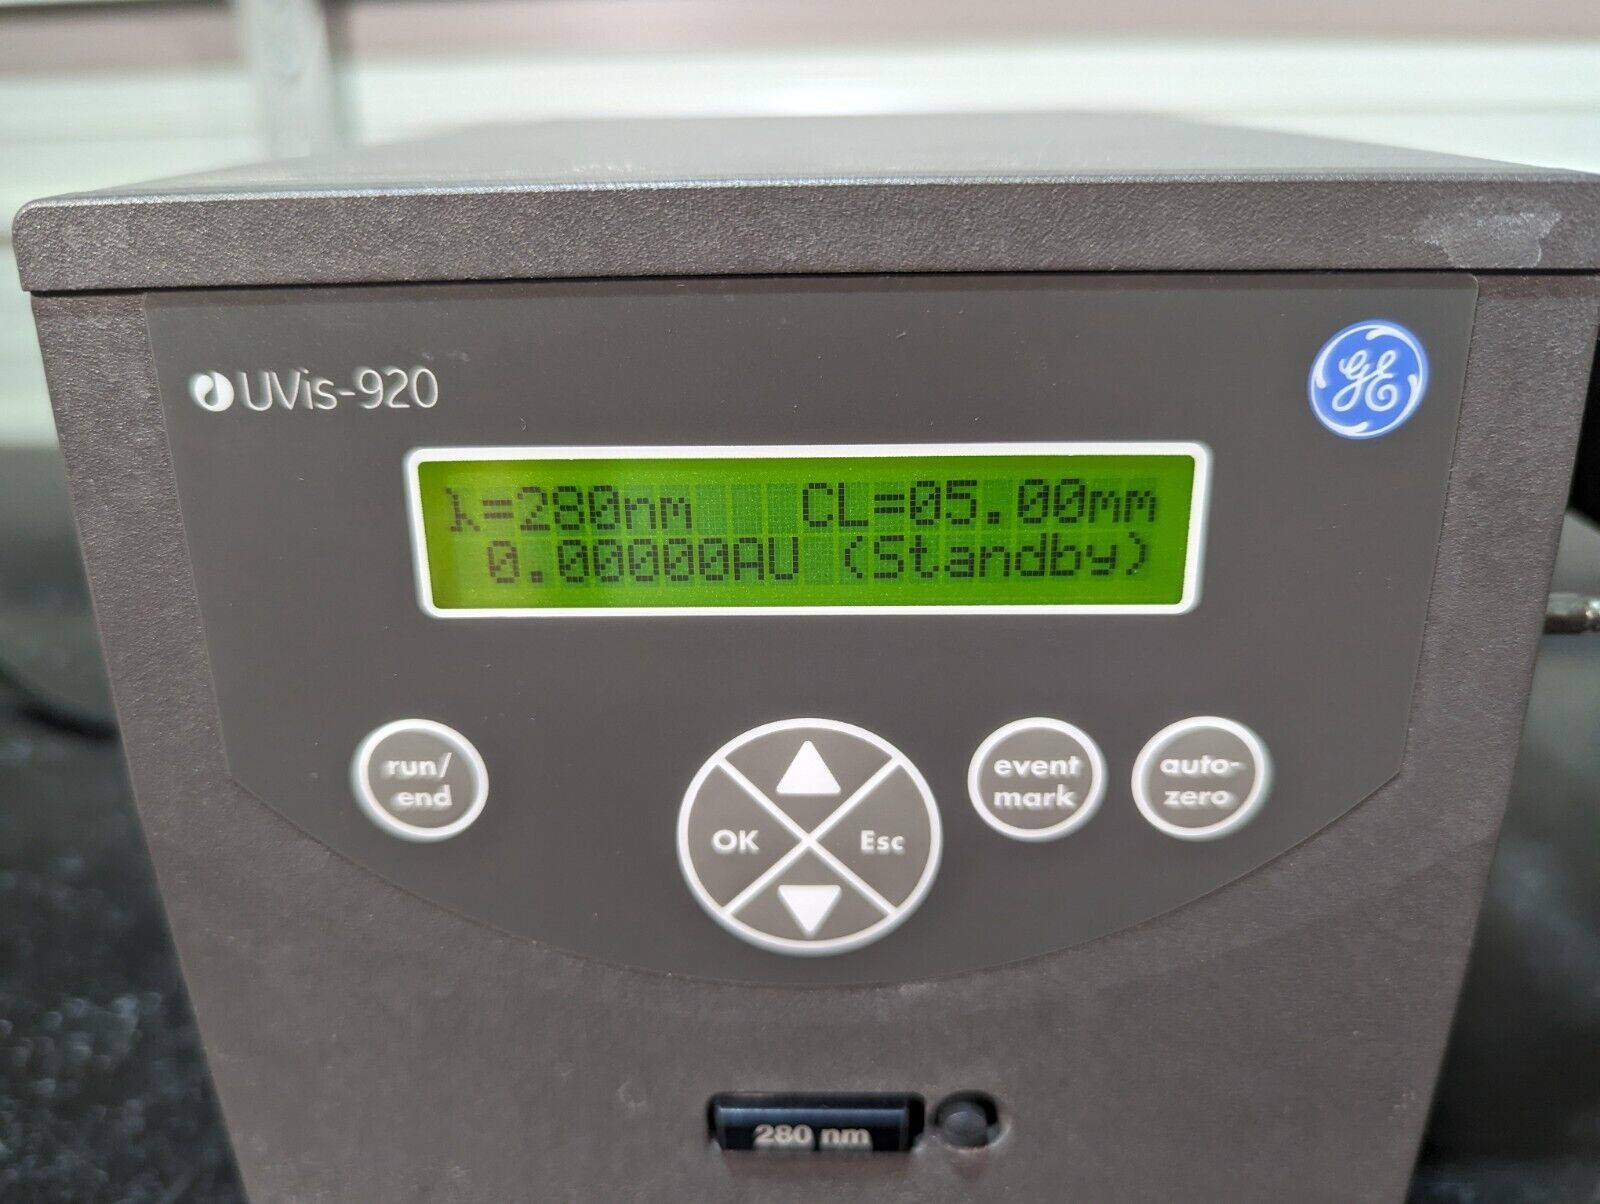 UVis-920
GE
λ=280nm CL=05.00mm
0.00000AU (Standby)
run/
end
OK
Esc
event
mark
auto-
zero
280 nm